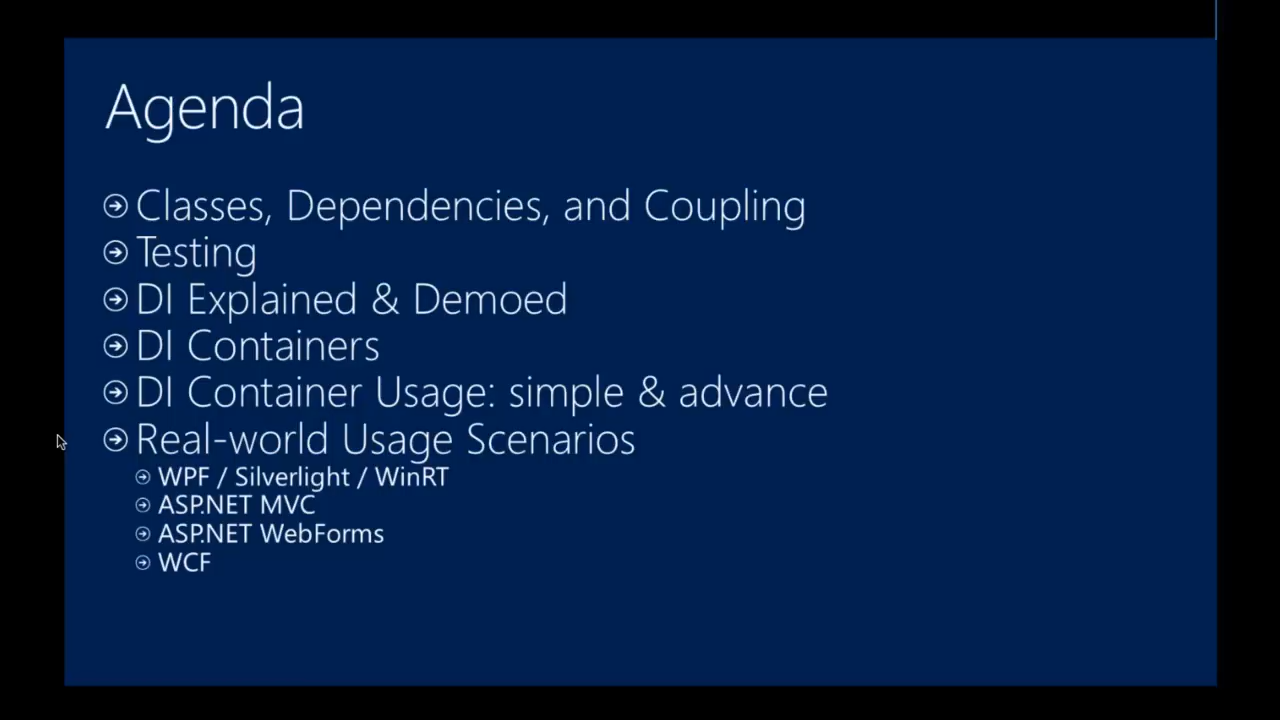 Agenda
Classes, Dependencies, and Coupling
Testing
DI Explained & Demoed
DI Containers
DI Container Usage: simple & advance
Real-world Usage Scenarios
WPF / Silverlight / WinRT
ASP.NET MVC
ASP.NET WebForms
WCF